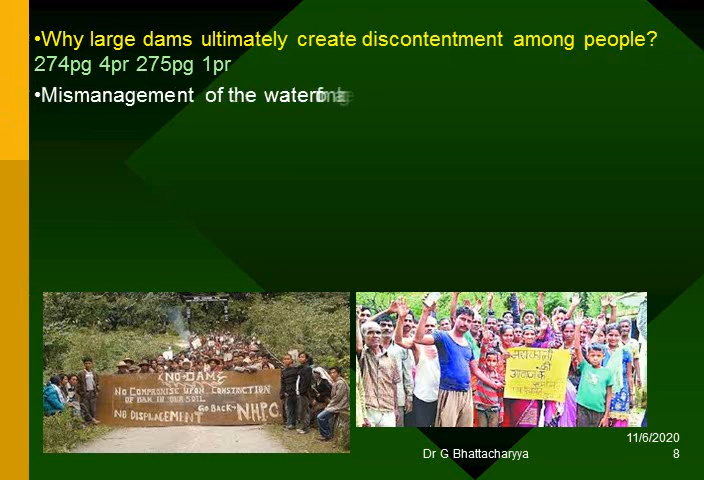 •Why large dams ultimately create discontentment among people?
274pg 4pr 275pg 1pr
•Mismanagement of the water
NO DAM
NO COMPROMISE UPON CONSTRUCTION
OF DAM IN OUR SOIL
NO DISPLACEMENT GO BACK NHPC
11/6/2020
Dr G Bhattacharyya 8